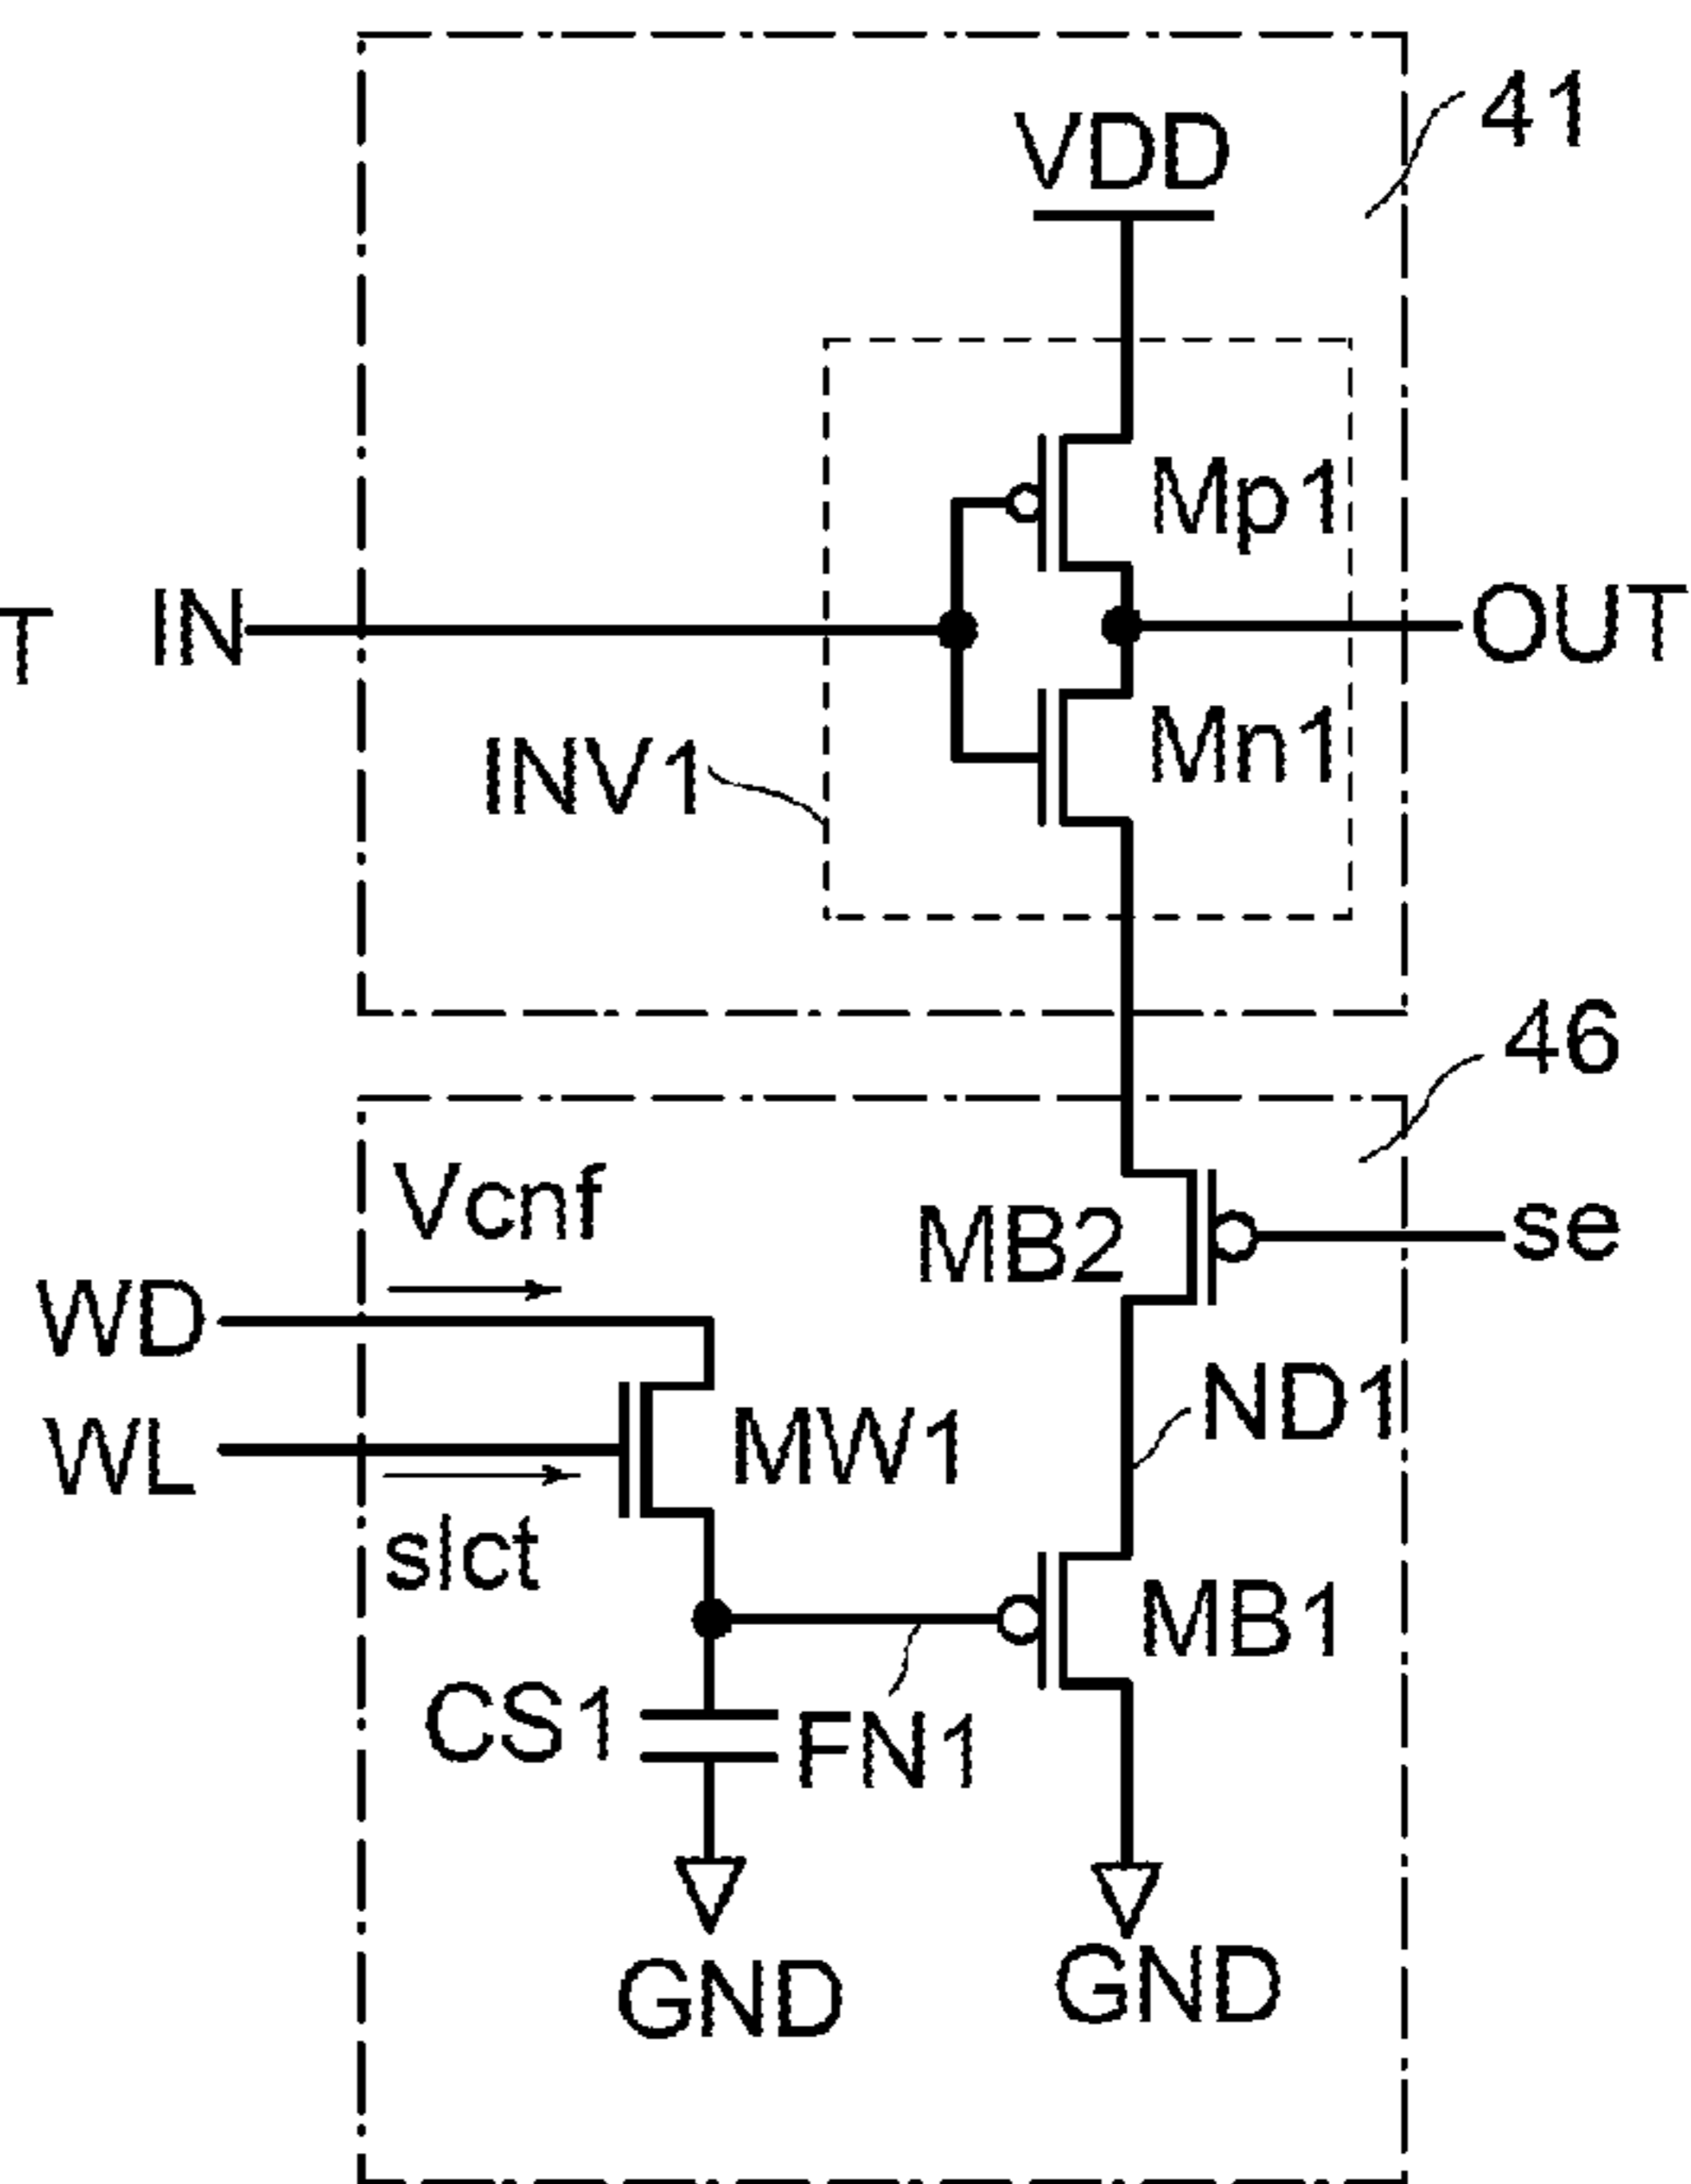 41
VDD
Mp1
T
IN
OUT
INV1
Mn1
46
Vcnf
MB2
se
WD
ND1
WL
MW1
slct
MB1
CS1
FN1
GND
GND